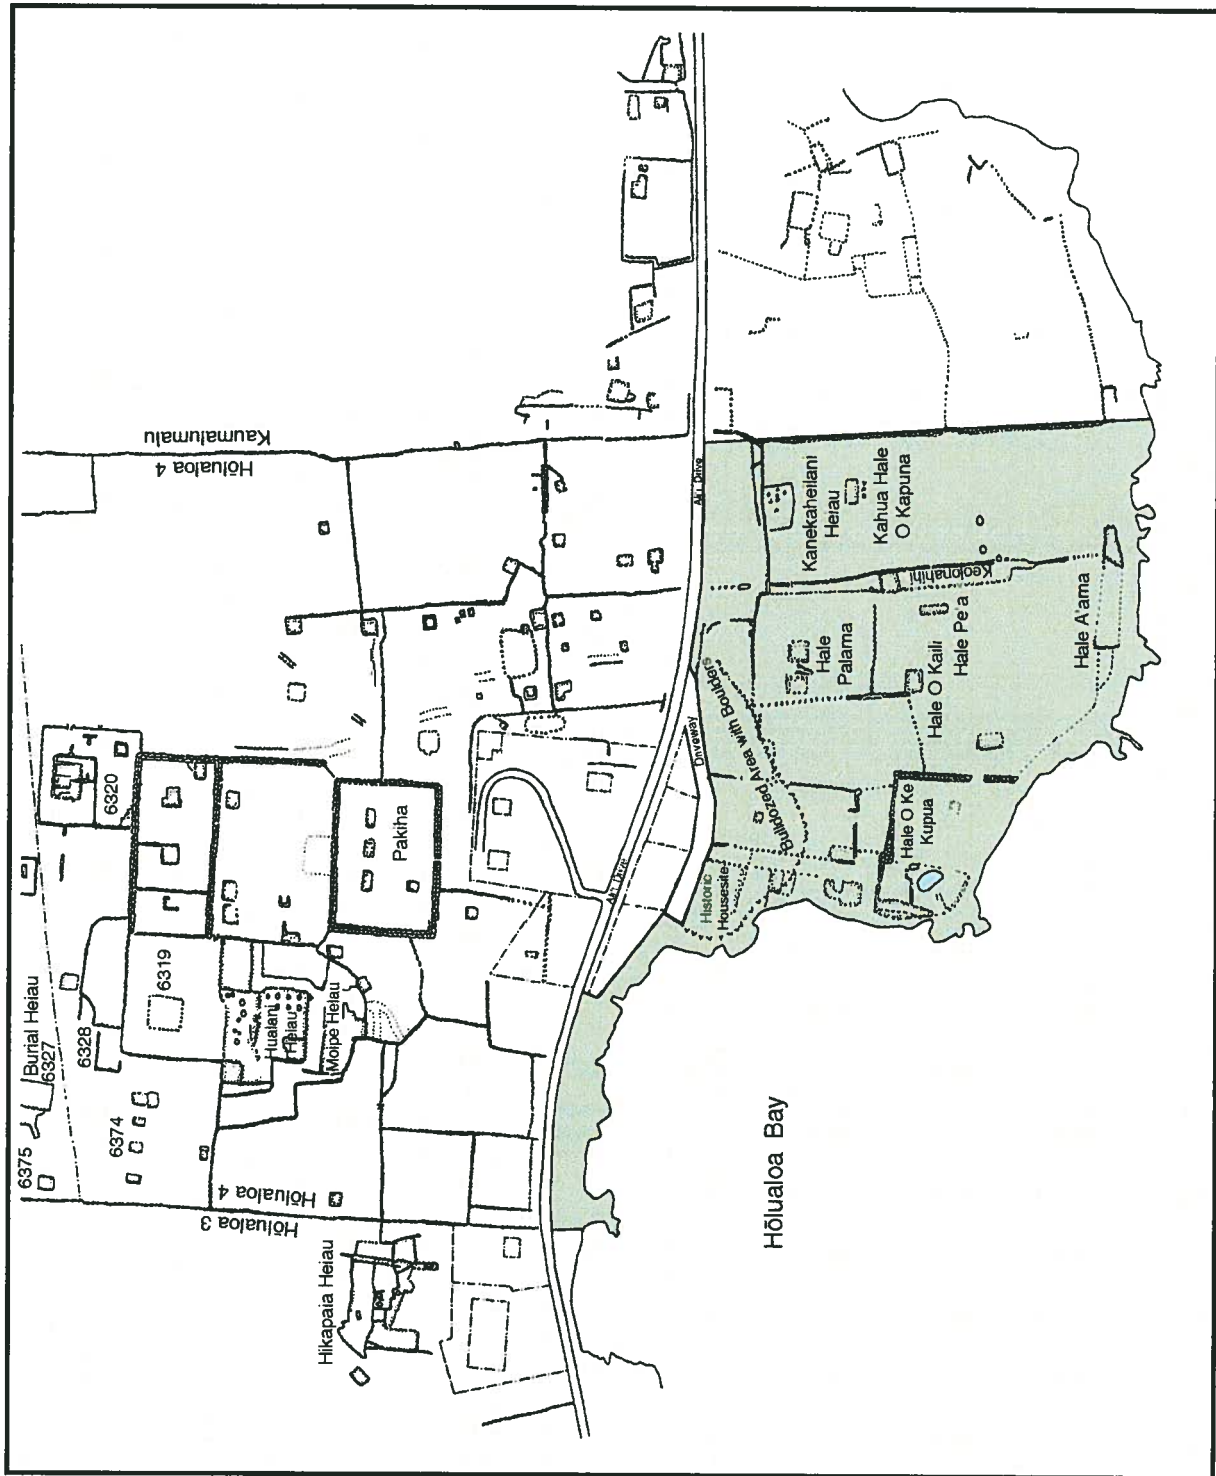 6375
Burial Heiau
6327
6328
6374
6319
6320
Kaumalumalu
Hōlualoa 4
Hōlualoa 4
Hōlualoa 3
Hualani
Heiau
Moipe Heiau
Hikapaia Heiau
Pakiha
Ali'i Drive
Ali'i Drive
Driveway
Bulldozed Area with Boulders
Historic
Housesite
Hōlualoa Bay
Kanekaheilani
Heiau
Hale
Palama
Kahua Hale
O Kapuna
Hale O Ke
Kupua
Hale O Kaili
Hale Pe'a
Keolonahihi
Hale A'ama